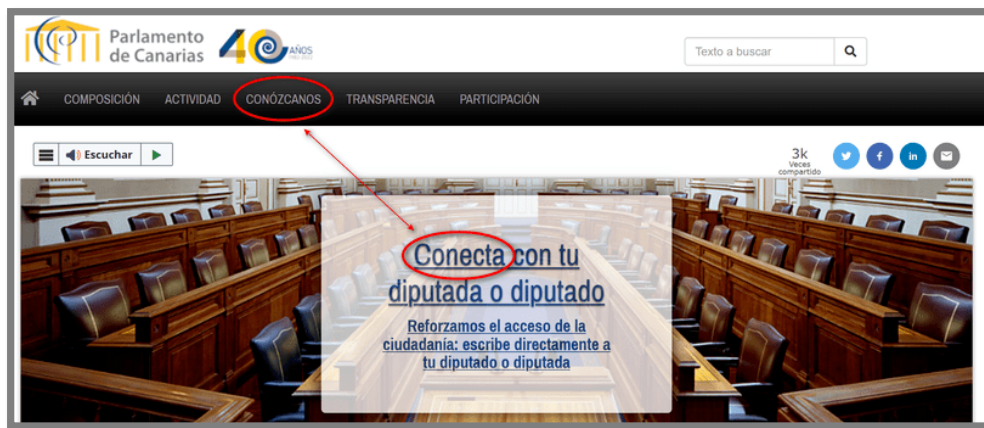 Parlamento
de Canarias
40 AÑOS
Texto a buscar
COMPOSICIÓN ACTIVIDAD CONÓZCANOS TRANSPARENCIA PARTICIPACIÓN
Escuchar
3k
Veces
compartido
Conecta con tu
diputada o diputado
Reforzamos el acceso de la
ciudadanía: escribe directamente a
tu diputado o diputada